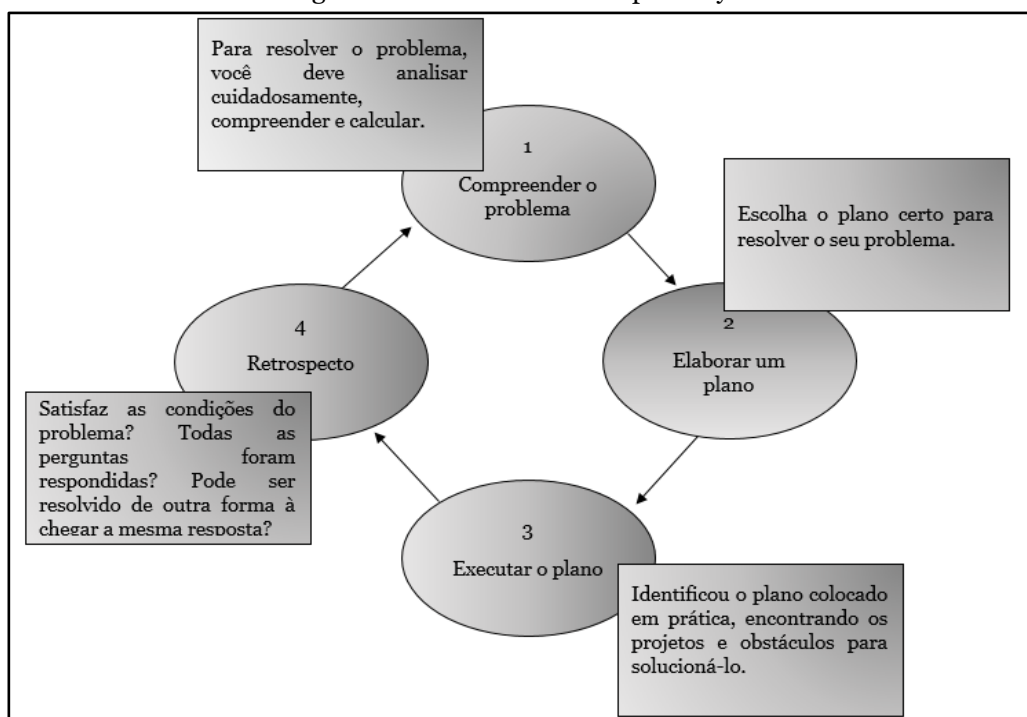 Para resolver o problema,
você deve analisar
cuidadosamente,
compreender e calcular.
1
Compreender o
problema
Escolha o plano certo para
resolver o seu problema.
2
Elaborar um
plano
3
Executar o plano
Identificou o plano colocado
em prática, encontrando os
projetos e obstáculos para
solucioná-lo.
4
Retrospecto
Satisfaz as condições do
problema? Todas as
perguntas foram
respondidas? Pode ser
resolvido de outra forma à
chegar a mesma resposta?